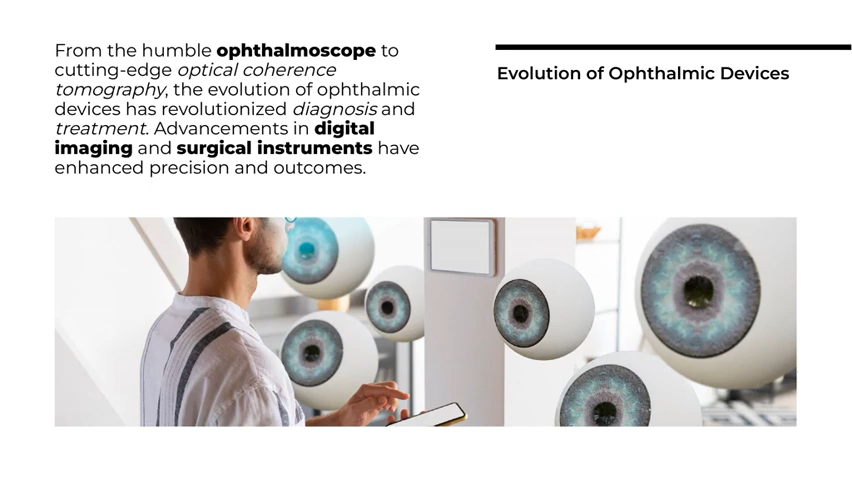 From the humble ophthalmoscope to
cutting-edge optical coherence
tomography, the evolution of ophthalmic
devices has revolutionized diagnosis and
treatment. Advancements in digital
imaging and surgical instruments have
enhanced precision and outcomes.
Evolution of Ophthalmic Devices